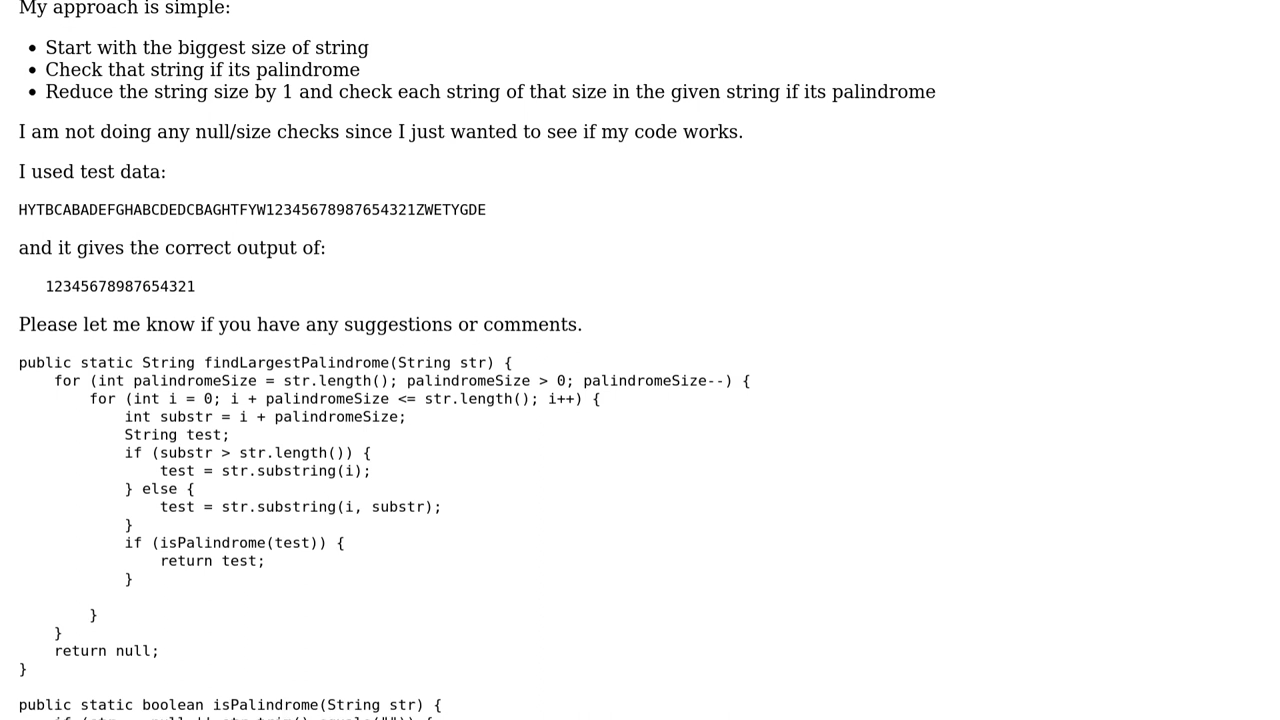 My approach is simple:
• Start with the biggest size of string
• Check that string if its palindrome
• Reduce the string size by 1 and check each string of that size in the given string if its palindrome
I am not doing any null/size checks since I just wanted to see if my code works.
I used test data:
HYTBCABADEFGHABCDEDCBAGHTFYW12345678987654321ZWETYGDE
and it gives the correct output of:
12345678987654321
Please let me know if you have any suggestions or comments.
public static String findLargestPalindrome(String str) {
    for (int palindromeSize = str.length(); palindromeSize > 0; palindromeSize--) {
        for (int i = 0; i + palindromeSize <= str.length(); i++) {
            int substr = i + palindromeSize;
            String test;
            if (substr > str.length()) {
                test = str.substring(i);
            } else {
                test = str.substring(i, substr);
            }
            if (isPalindrome(test)) {
                return test;
            }
        }
    }
    return null;
}
public static boolean isPalindrome(String str) {